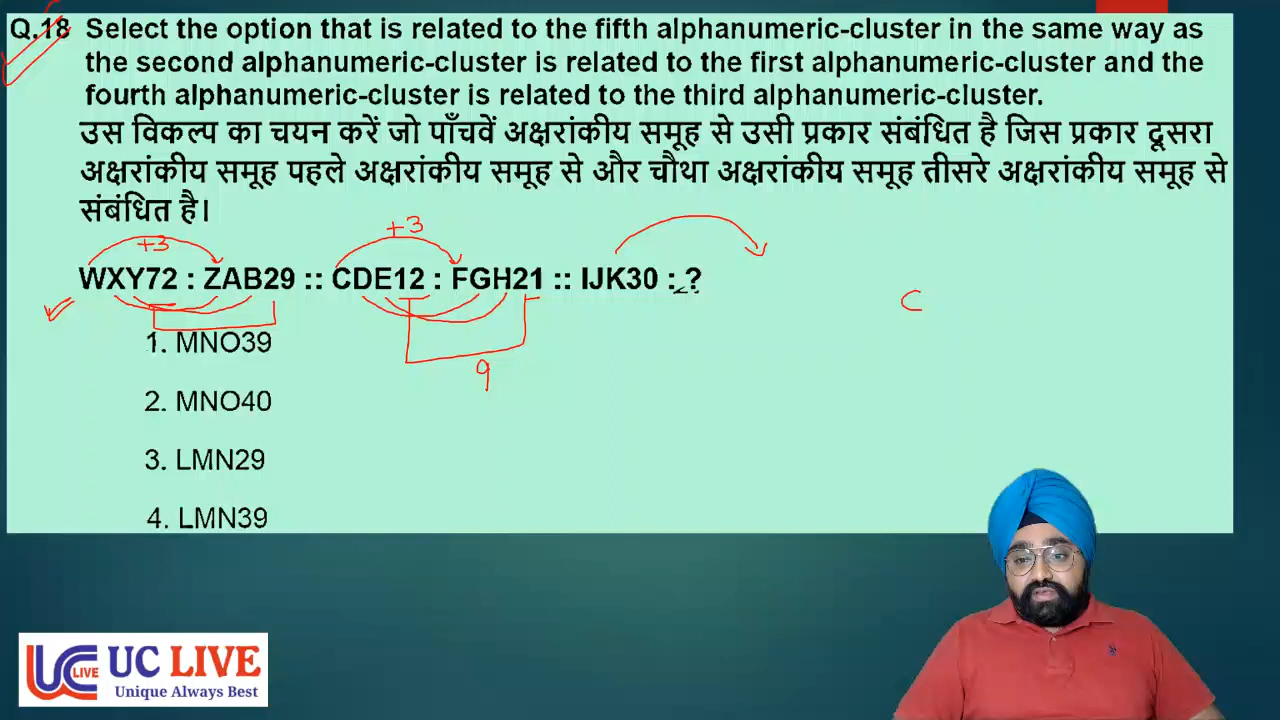 Q.18 Select the option that is related to the fifth alphanumeric-cluster in the same way as
the second alphanumeric-cluster is related to the first alphanumeric-cluster and the
fourth alphanumeric-cluster is related to the third alphanumeric-cluster.
उस विकल्प का चयन करें जो पाँचवें अक्षरांकीय समूह से उसी प्रकार संबंधित है जिस प्रकार दूसरा
अक्षरांकीय समूह पहले अक्षरांकीय समूह से और चौथा अक्षरांकीय समूह तीसरे अक्षरांकीय समूह से
संबंधित है।
+3 +3
WXY72 : ZAB29 :: CDE12 : FGH21 :: IJK30 : ?
C
1. MNO39
9
2. MNO40
3. LMN29
4. LMN39
UC LIVE
LIVE
Unique Always Best